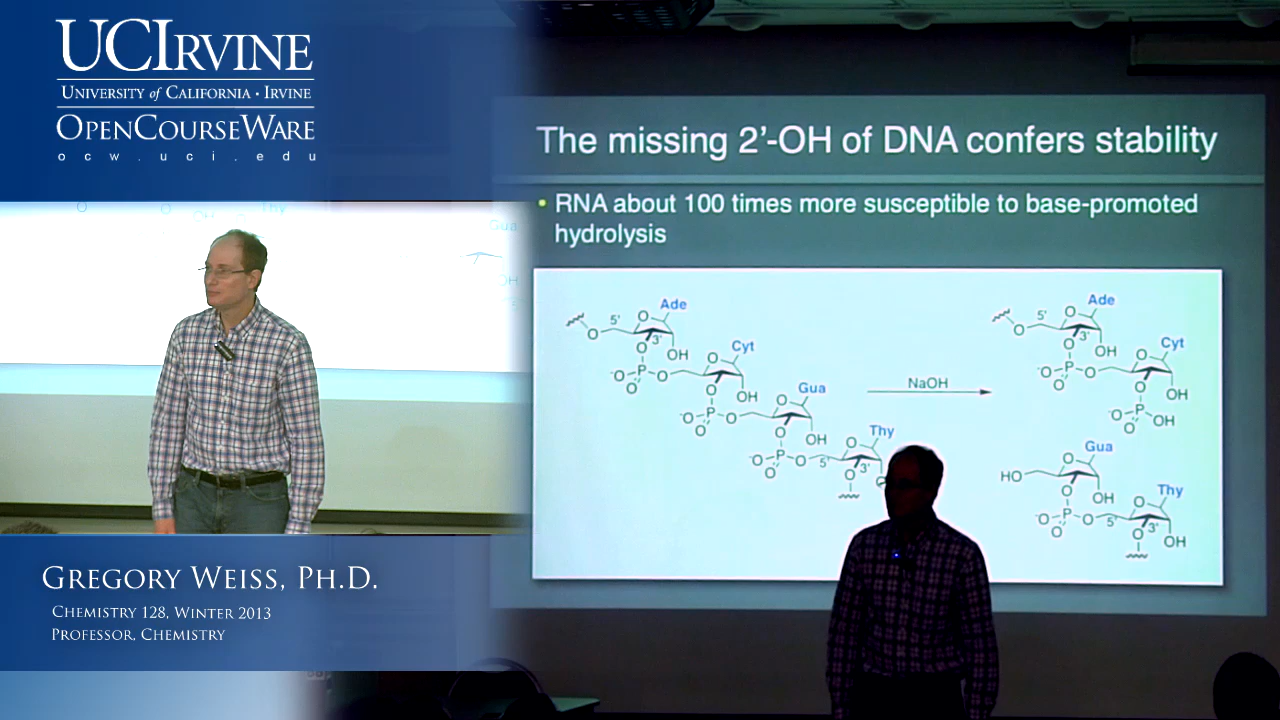 UCIRVINE
UNIVERSITY of CALIFORNIA · IRVINE
OPENCOURSEWARE
ocw.uci.edu
The missing 2'-OH of DNA confers stability
• RNA about 100 times more susceptible to base-promoted
hydrolysis
Ade
O
5'
O
3'
O
OH
-O
P
O
O
Cyt
O
O
OH
-O
P
O
O
Gua
O
O
OH
-O
P
O
O
5'
Thy
O
3'
O
NaOH
Ade
O
5'
O
3'
O
OH
-O
P
O
O
Cyt
O
O
OH
-O
P
OH
O
Gua
HO
O
O
OH
-O
P
O
O
5'
Thy
O
3'
O
OH
Thy
Gua
OH
GREGORY WEISS, PH.D.
CHEMISTRY 128, WINTER 2013
PROFESSOR, CHEMISTRY